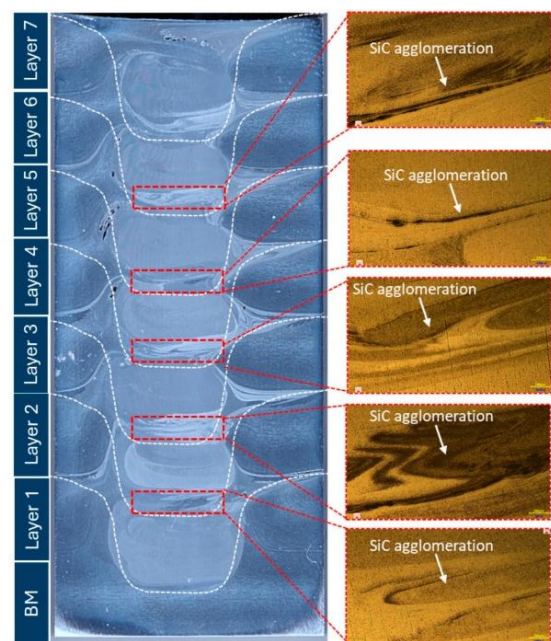 Layer 7
Layer 6
Layer 5
Layer 4
Layer 3
Layer 2
Layer 1
BM
SiC agglomeration
SiC agglomeration
SiC agglomeration
SiC agglomeration
SiC agglomeration